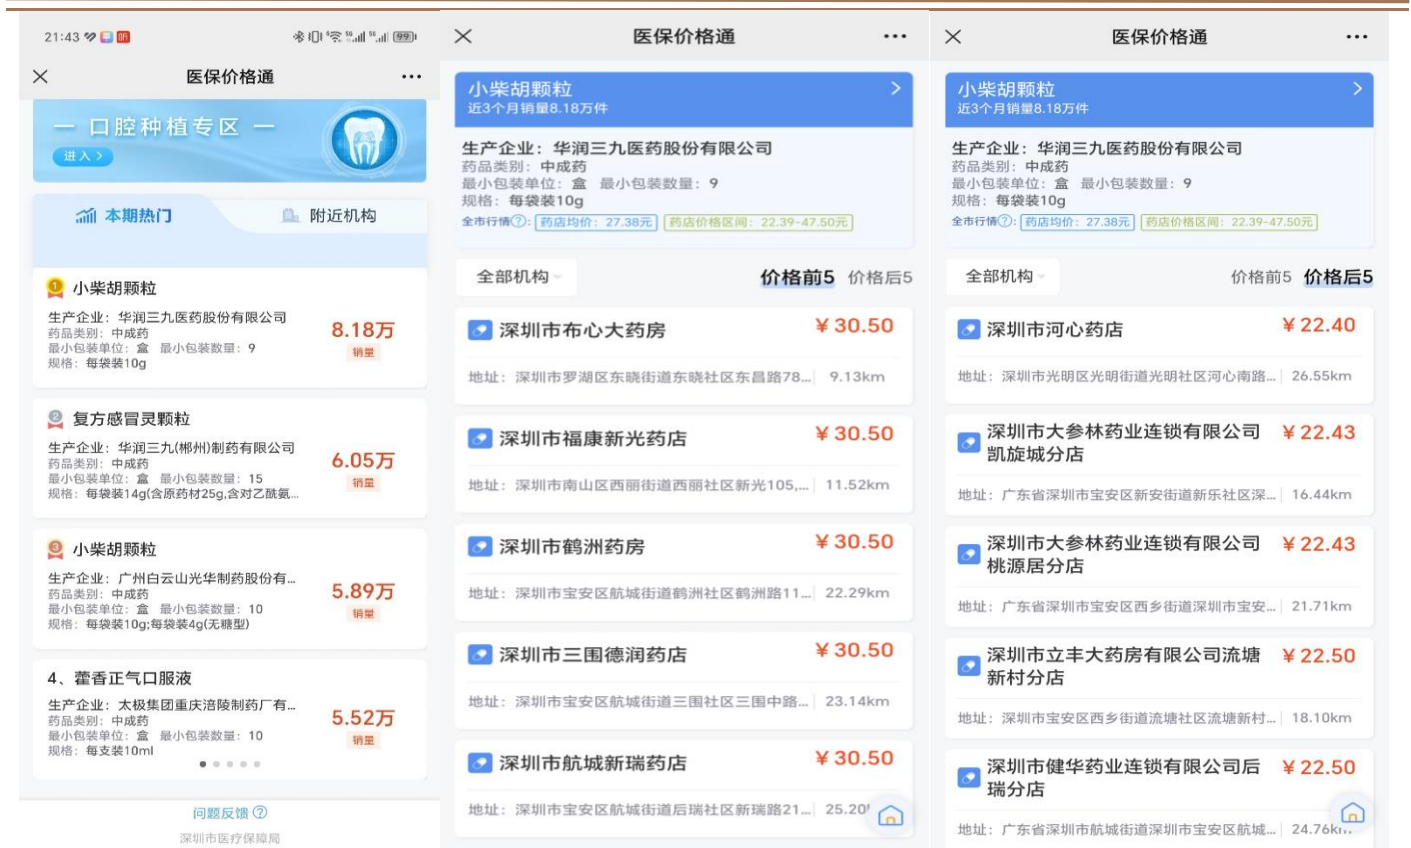 21:43
医保价格通
一 口腔种植专区 一
进入 >
本期热门
附近机构
小柴胡颗粒
生产企业：华润三九医药股份有限公司
药品类别：中成药
最小包装单位：盒 最小包装数量：9
规格：每袋装10g
8.18万
销量
复方感冒灵颗粒
生产企业：华润三九(郴州)制药有限公司
药品类别：中成药
最小包装单位：盒 最小包装数量：15
规格：每袋装14g(含原药材25g,含对乙酰氨...
6.05万
销量
小柴胡颗粒
生产企业：广州白云山光华制药股份有...
药品类别：中成药
最小包装单位：盒 最小包装数量：10
规格：每袋装10g;每袋装4g(无糖型)
5.89万
销量
4、藿香正气口服液
生产企业：太极集团重庆涪陵制药厂有...
药品类别：中成药
最小包装单位：盒 最小包装数量：10
规格：每支装10ml
5.52万
销量
问题反馈
深圳市医疗保障局
医保价格通
小柴胡颗粒
近3个月销量8.18万件
生产企业：华润三九医药股份有限公司
药品类别：中成药
最小包装单位：盒 最小包装数量：9
规格：每袋装10g
全市行情?: 药店均价：27.38元 药店价格区间：22.39-47.50元
全部机构
价格前5 价格后5
深圳市布心大药房 ￥30.50
地址：深圳市罗湖区东晓街道东晓社区东昌路78... 9.13km
深圳市福康新光药店 ￥30.50
地址：深圳市南山区西丽街道西丽社区新光105,... 11.52km
深圳市鹤洲药房 ￥30.50
地址：深圳市宝安区航城街道鹤洲社区鹤洲路11... 22.29km
深圳市三围德润药店 ￥30.50
地址：深圳市宝安区航城街道三围社区三围中路... 23.14km
深圳市航城新瑞药店 ￥30.50
地址：深圳市宝安区航城街道后瑞社区新瑞路21... 25.20
医保价格通
小柴胡颗粒
近3个月销量8.18万件
生产企业：华润三九医药股份有限公司
药品类别：中成药
最小包装单位：盒 最小包装数量：9
规格：每袋装10g
全市行情?: 药店均价：27.38元 药店价格区间：22.39-47.50元
全部机构
价格前5 价格后5
深圳市河心药店 ￥22.40
地址：深圳市光明区光明街道光明社区河心南路... 26.55km
深圳市大参林药业连锁有限公司 ￥22.43
凯旋城分店
地址：广东省深圳市宝安区新安街道新乐社区深... 16.44km
深圳市大参林药业连锁有限公司 ￥22.43
桃源居分店
地址：广东省深圳市宝安区西乡街道深圳市宝安... 21.71km
深圳市立丰大药房有限公司流塘 ￥22.50
新村分店
地址：深圳市宝安区西乡街道流塘社区流塘新村... 18.10km
深圳市健华药业连锁有限公司后 ￥22.50
瑞分店
地址：广东省深圳市航城街道深圳市宝安区航城... 24.76km